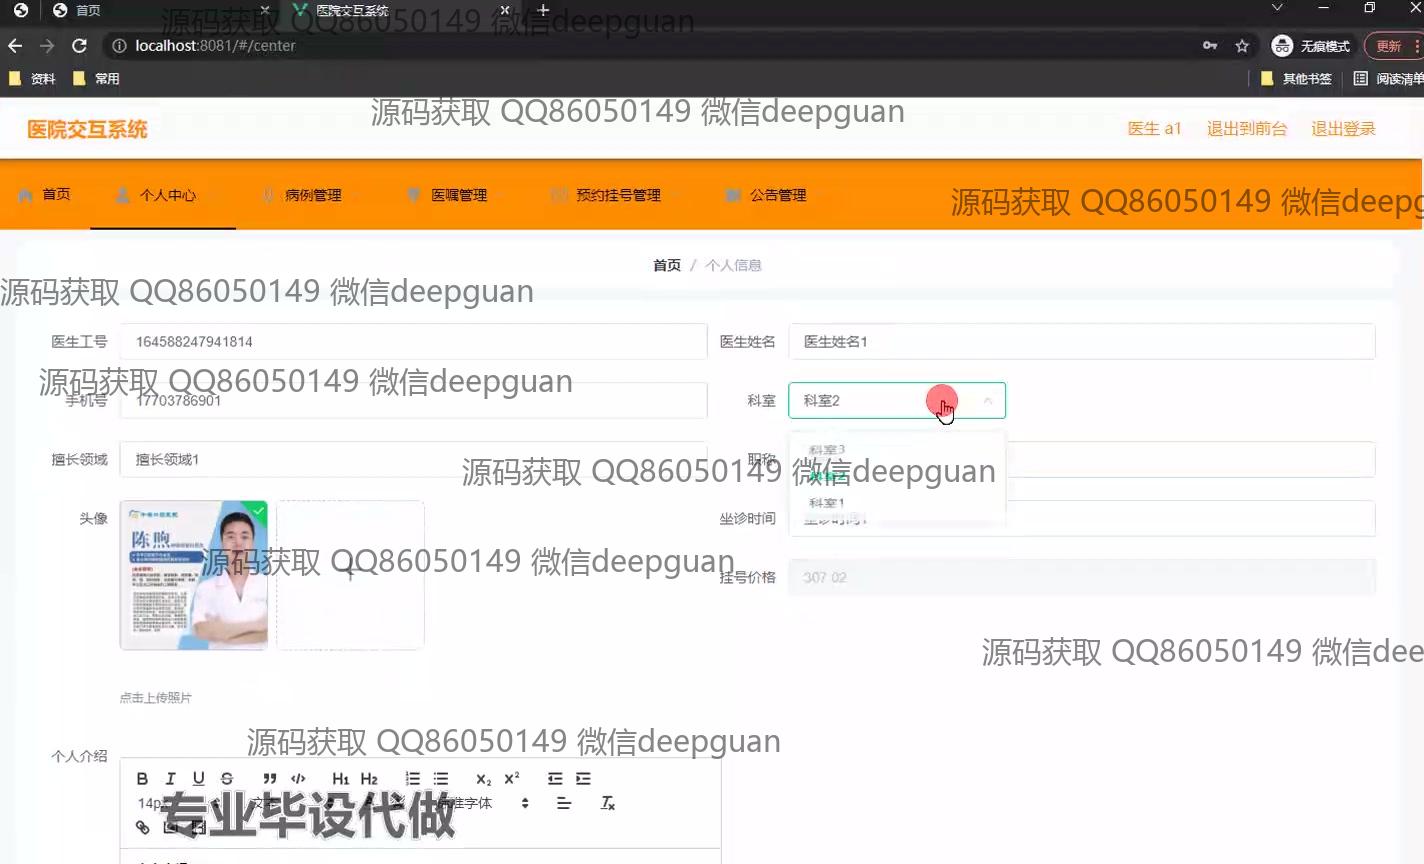 首页
医院交互系统
源码获取 QQ86050149 微信deepguan
localhost:8081/#/center
无痕模式
更新
资料
常用
其他书签
阅读清单
源码获取 QQ86050149 微信deepguan
医院交互系统
医生 a1
退出到前台
退出登录
首页
个人中心
病例管理
医嘱管理
预约挂号管理
公告管理
源码获取 QQ86050149 微信deepg
首页 / 个人信息
源码获取 QQ86050149 微信deepguan
医生工号 164588247941814
医生姓名 医生姓名1
源码获取 QQ86050149 微信deepguan
手机号 17703786901
科室 科室2
擅长领域 擅长领域1
职称
科室3
科室2
科室1
源码获取 QQ86050149 微信deepguan
头像
陈煦
坐诊时间 坐诊时间1
源码获取 QQ86050149 微信deepguan
挂号价格 307 02
源码获取 QQ86050149 微信dee
点击上传照片
源码获取 QQ86050149 微信deepguan
个人介绍
B I U S H1 H2 X2 X2
14px 文本 标准字体
专业毕设代做